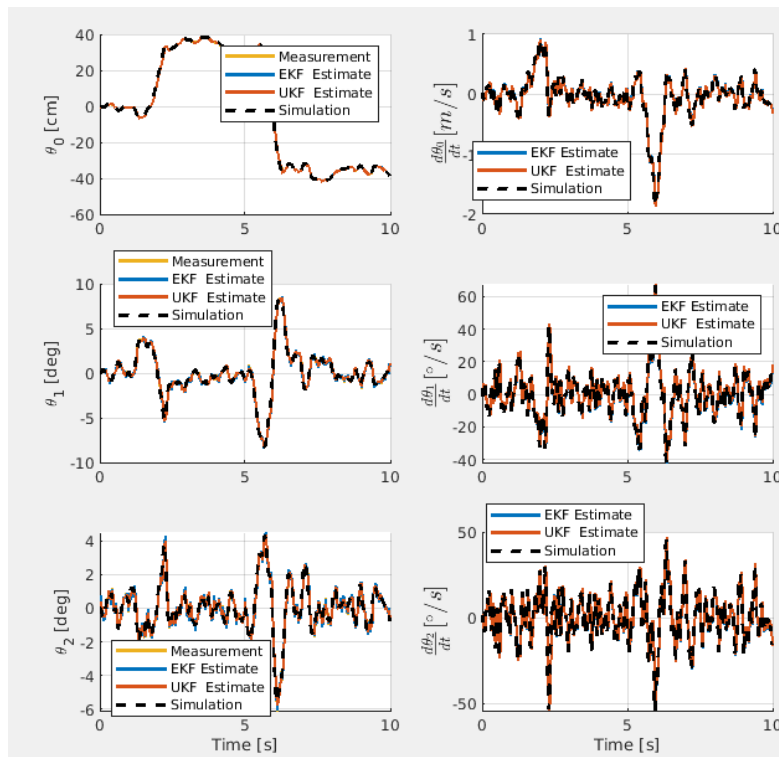 40
20
0
-20
-40
-60
θ0 [cm]
Measurement
EKF Estimate
UKF Estimate
Simulation
0
5
10
1
0
-1
-2
dθ0/dt [m/s]
EKF Estimate
UKF Estimate
Simulation
0
5
10
10
5
0
-5
-10
θ1 [deg]
Measurement
EKF Estimate
UKF Estimate
Simulation
0
5
10
60
40
20
0
-20
-40
dθ1/dt [°/s]
EKF Estimate
UKF Estimate
Simulation
0
5
10
4
2
0
-2
-4
-6
θ2 [deg]
Measurement
EKF Estimate
UKF Estimate
Simulation
0
5
10
Time [s]
50
0
-50
dθ2/dt [°/s]
EKF Estimate
UKF Estimate
Simulation
0
5
10
Time [s]